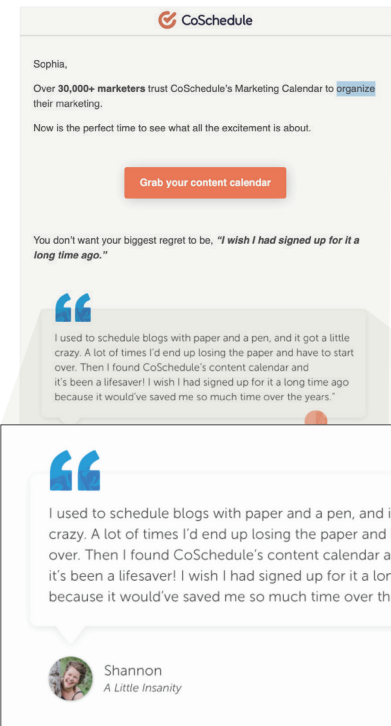 CoSchedule
Sophia,
Over 30,000+ marketers trust CoSchedule's Marketing Calendar to organize
their marketing.
Now is the perfect time to see what all the excitement is about.
Grab your content calendar
You don't want your biggest regret to be, "I wish I had signed up for it a
long time ago."
I used to schedule blogs with paper and a pen, and it got a little
crazy. A lot of times I'd end up losing the paper and have to start
over. Then I found CoSchedule's content calendar and
it's been a lifesaver! I wish I had signed up for it a long time ago
because it would've saved me so much time over the years."
I used to schedule blogs with paper and a pen, and i
crazy. A lot of times I'd end up losing the paper and
over. Then I found CoSchedule's content calendar a
it's been a lifesaver! I wish I had signed up for it a lon
because it would've saved me so much time over th
Shannon
A Little Insanity